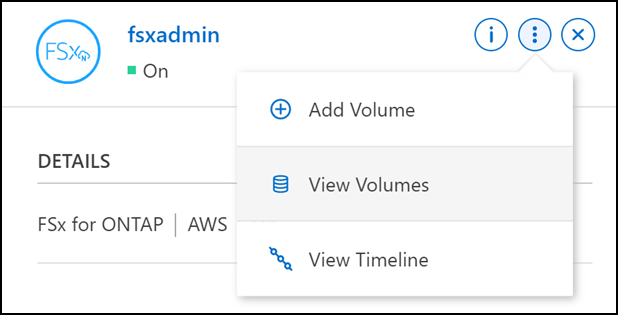 FSx
N
fsxadmin
On
Add Volume
DETAILS
View Volumes
FSx for ONTAP | AWS
View Timeline